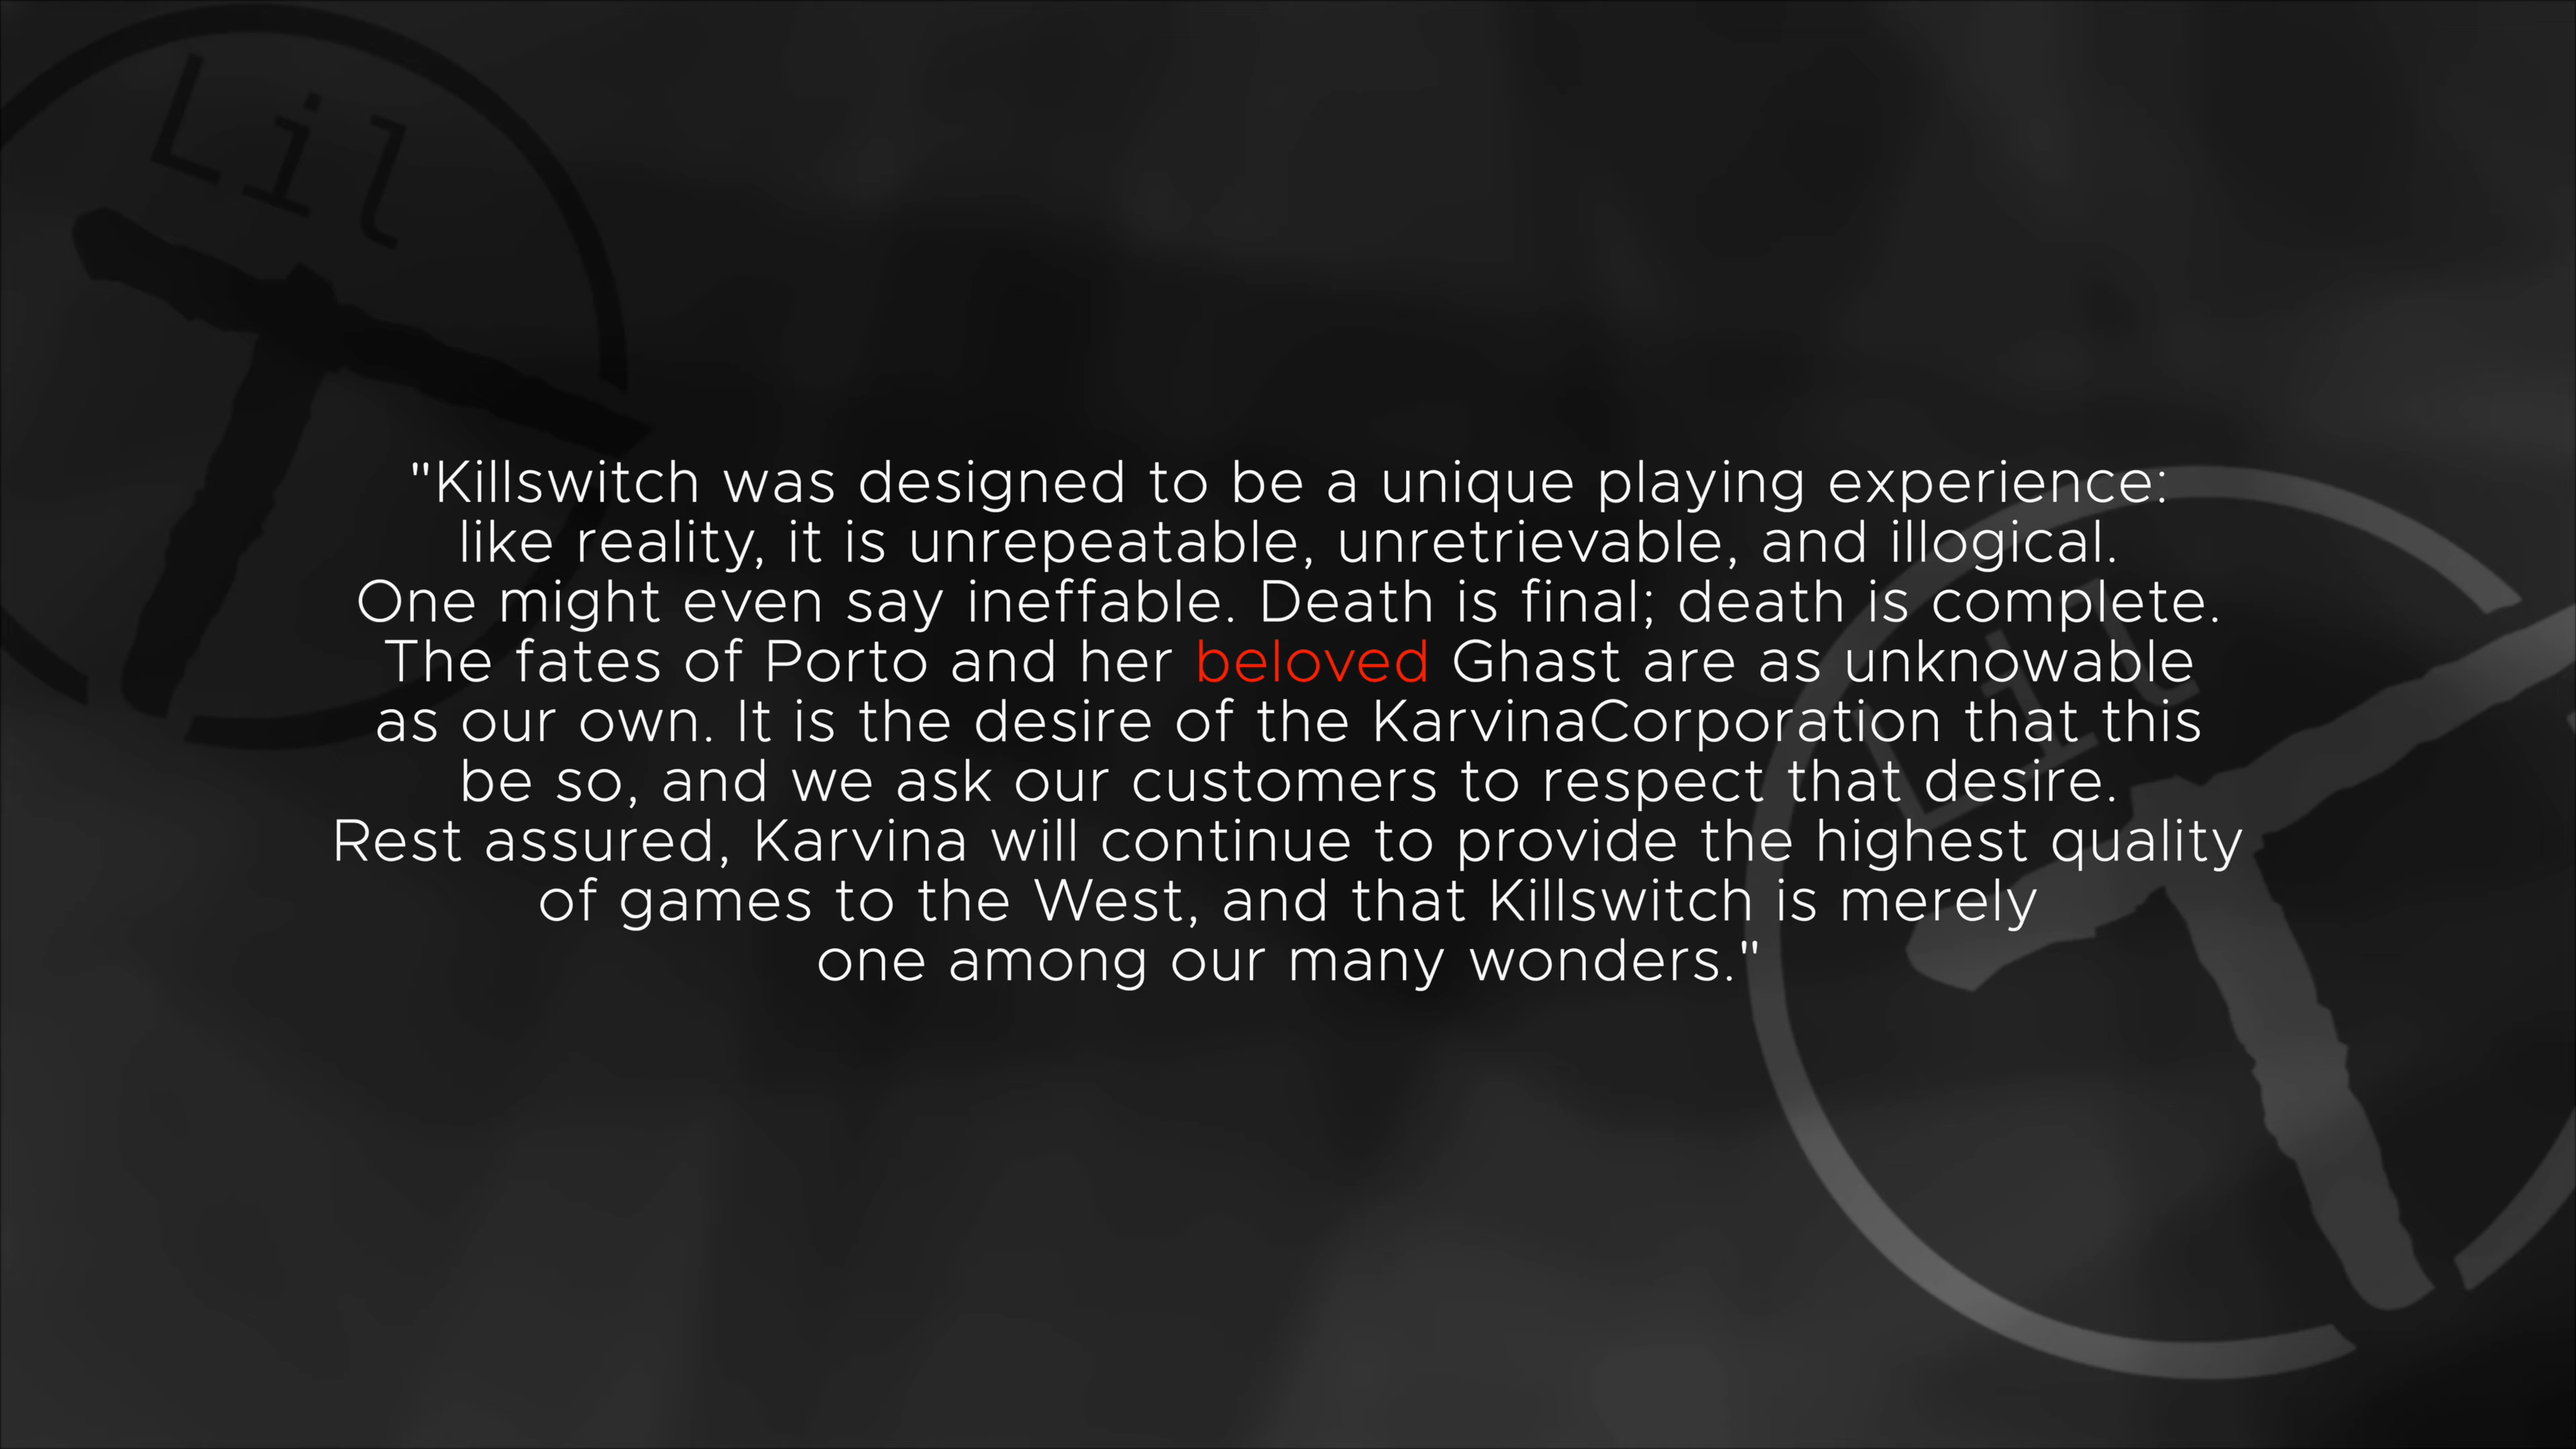 Lil
"Killswitch was designed to be a unique playing experience:
like reality, it is unrepeatable, unretrievable, and illogical.
One might even say ineffable. Death is final; death is complete.
The fates of Porto and her beloved Ghast are as unknowable
as our own. It is the desire of the KarvinaCorporation that this
be so, and we ask our customers to respect that desire.
Rest assured, Karvina will continue to provide the highest quality
of games to the West, and that Killswitch is merely
one among our many wonders."
Lil